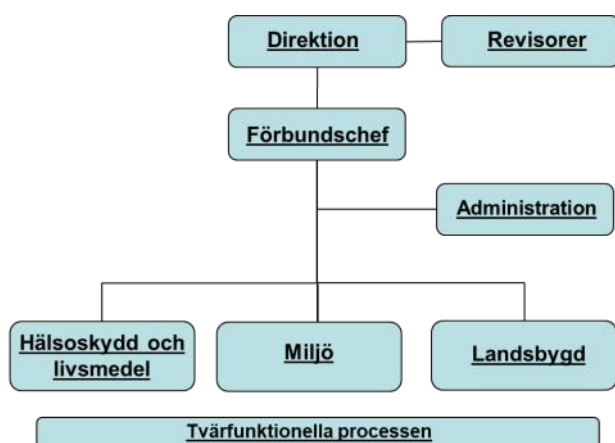 Direktion
Revisorer
Förbundschef
Administration
Hälsoskydd och
livsmedel
Miljö
Landsbygd
Tvärfunktionella processen